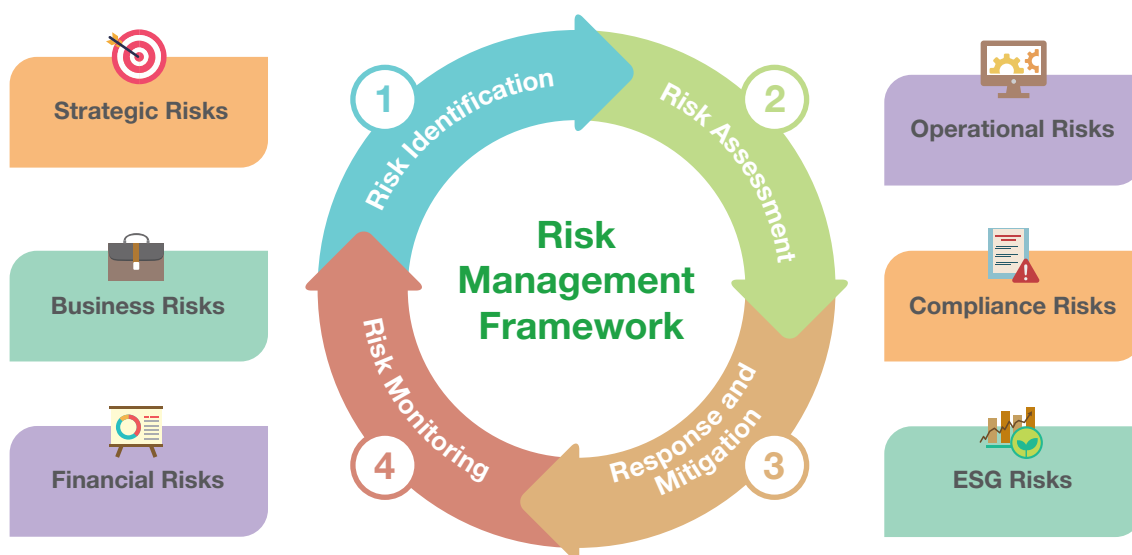 Strategic Risks
Business Risks
Financial Risks
1
Risk Identification
2
Risk Assessment
3
Response and
Mitigation
4
Risk Monitoring
Risk
Management
Framework
Operational Risks
Compliance Risks
ESG Risks